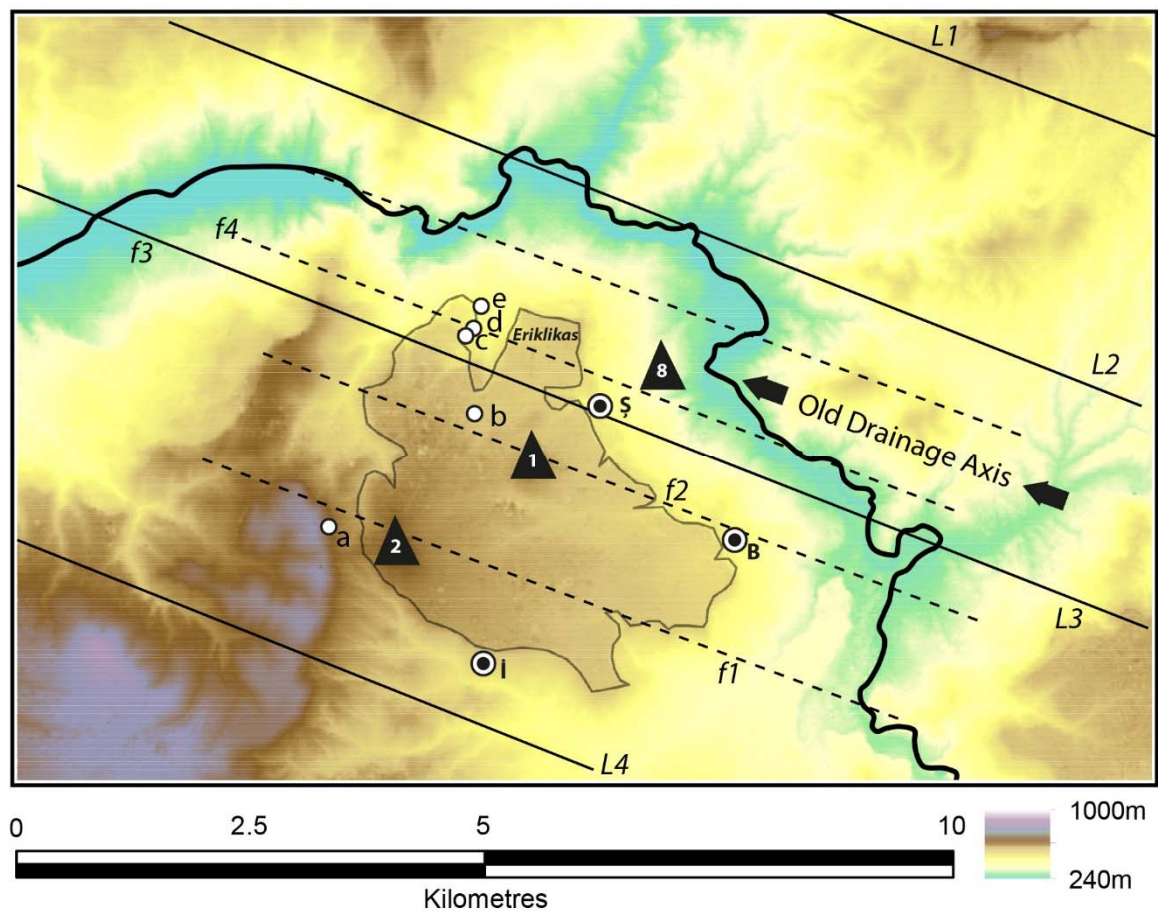 L1
f4
f3
e
d
c
Eriklikas
8
L2
Ş
b
Old Drainage Axis
1
f2
a
2
B
L3
i
f1
L4
0
2.5
5
10
Kilometres
1000m
240m